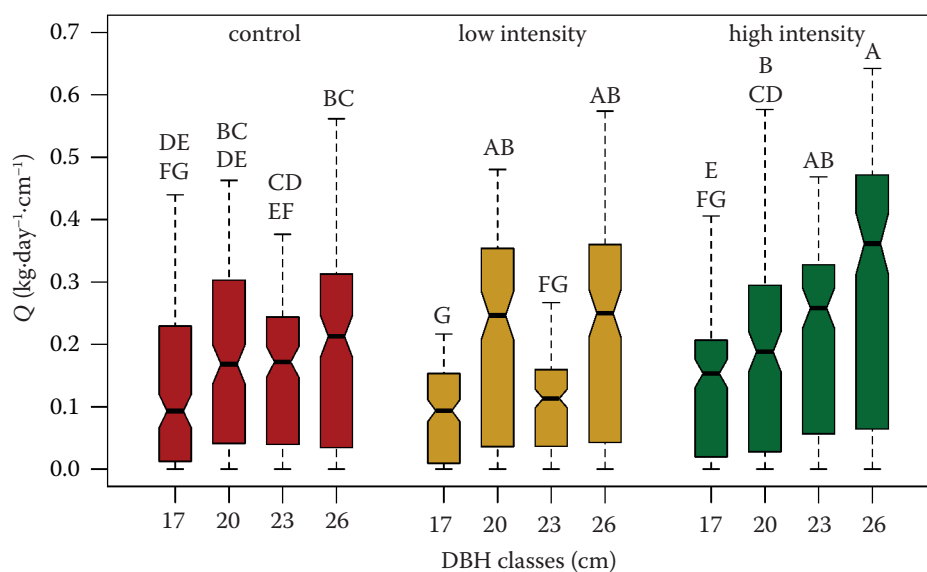 control low intensity high intensity
0.7
0.6
0.5
0.4
0.3
0.2
0.1
0.0
Q (kg·day⁻¹·cm⁻¹)
DE
FG
BC
DE
CD
EF
BC
G
AB
FG
AB
E
FG
B
CD
AB
A
17 20 23 26 17 20 23 26 17 20 23 26
DBH classes (cm)